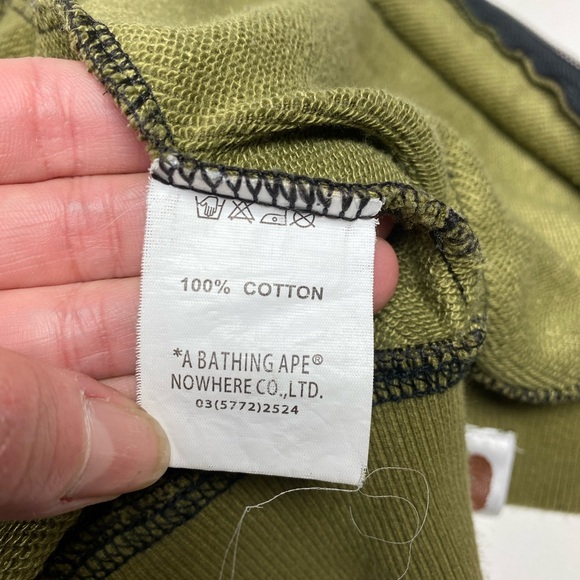 100% COTTON
*A BATHING APE®
NOWHERE CO.,LTD.
03(5772)2524